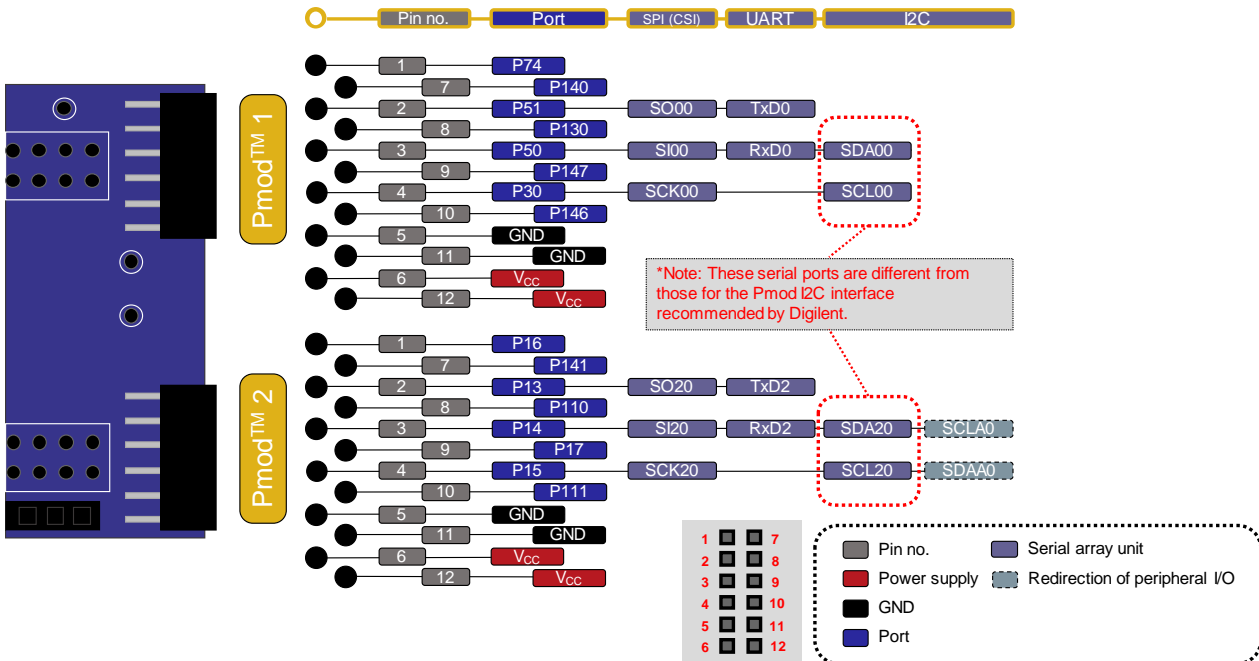 Pin no. Port SPI (CSI) UART I2C
Pmod™ 1
1 P74
7 P140
2 P51 SO00 TxD0
8 P130
3 P50 SI00 RxD0 SDA00
9 P147
4 P30 SCK00 SCL00
10 P146
5 GND
11 GND
6 VCC
12 VCC
*Note: These serial ports are different from
those for the Pmod I2C interface
recommended by Digilent.
Pmod™ 2
1 P16
7 P141
2 P13 SO20 TxD2
8 P110
3 P14 SI20 RxD2 SDA20 SCLA0
9 P17
4 P15 SCK20 SCL20 SDAA0
10 P111
5 GND
11 GND
6 VCC
12 VCC
1 7
2 8
3 9
4 10
5 11
6 12
Pin no. Serial array unit
Power supply Redirection of peripheral I/O
GND
Port